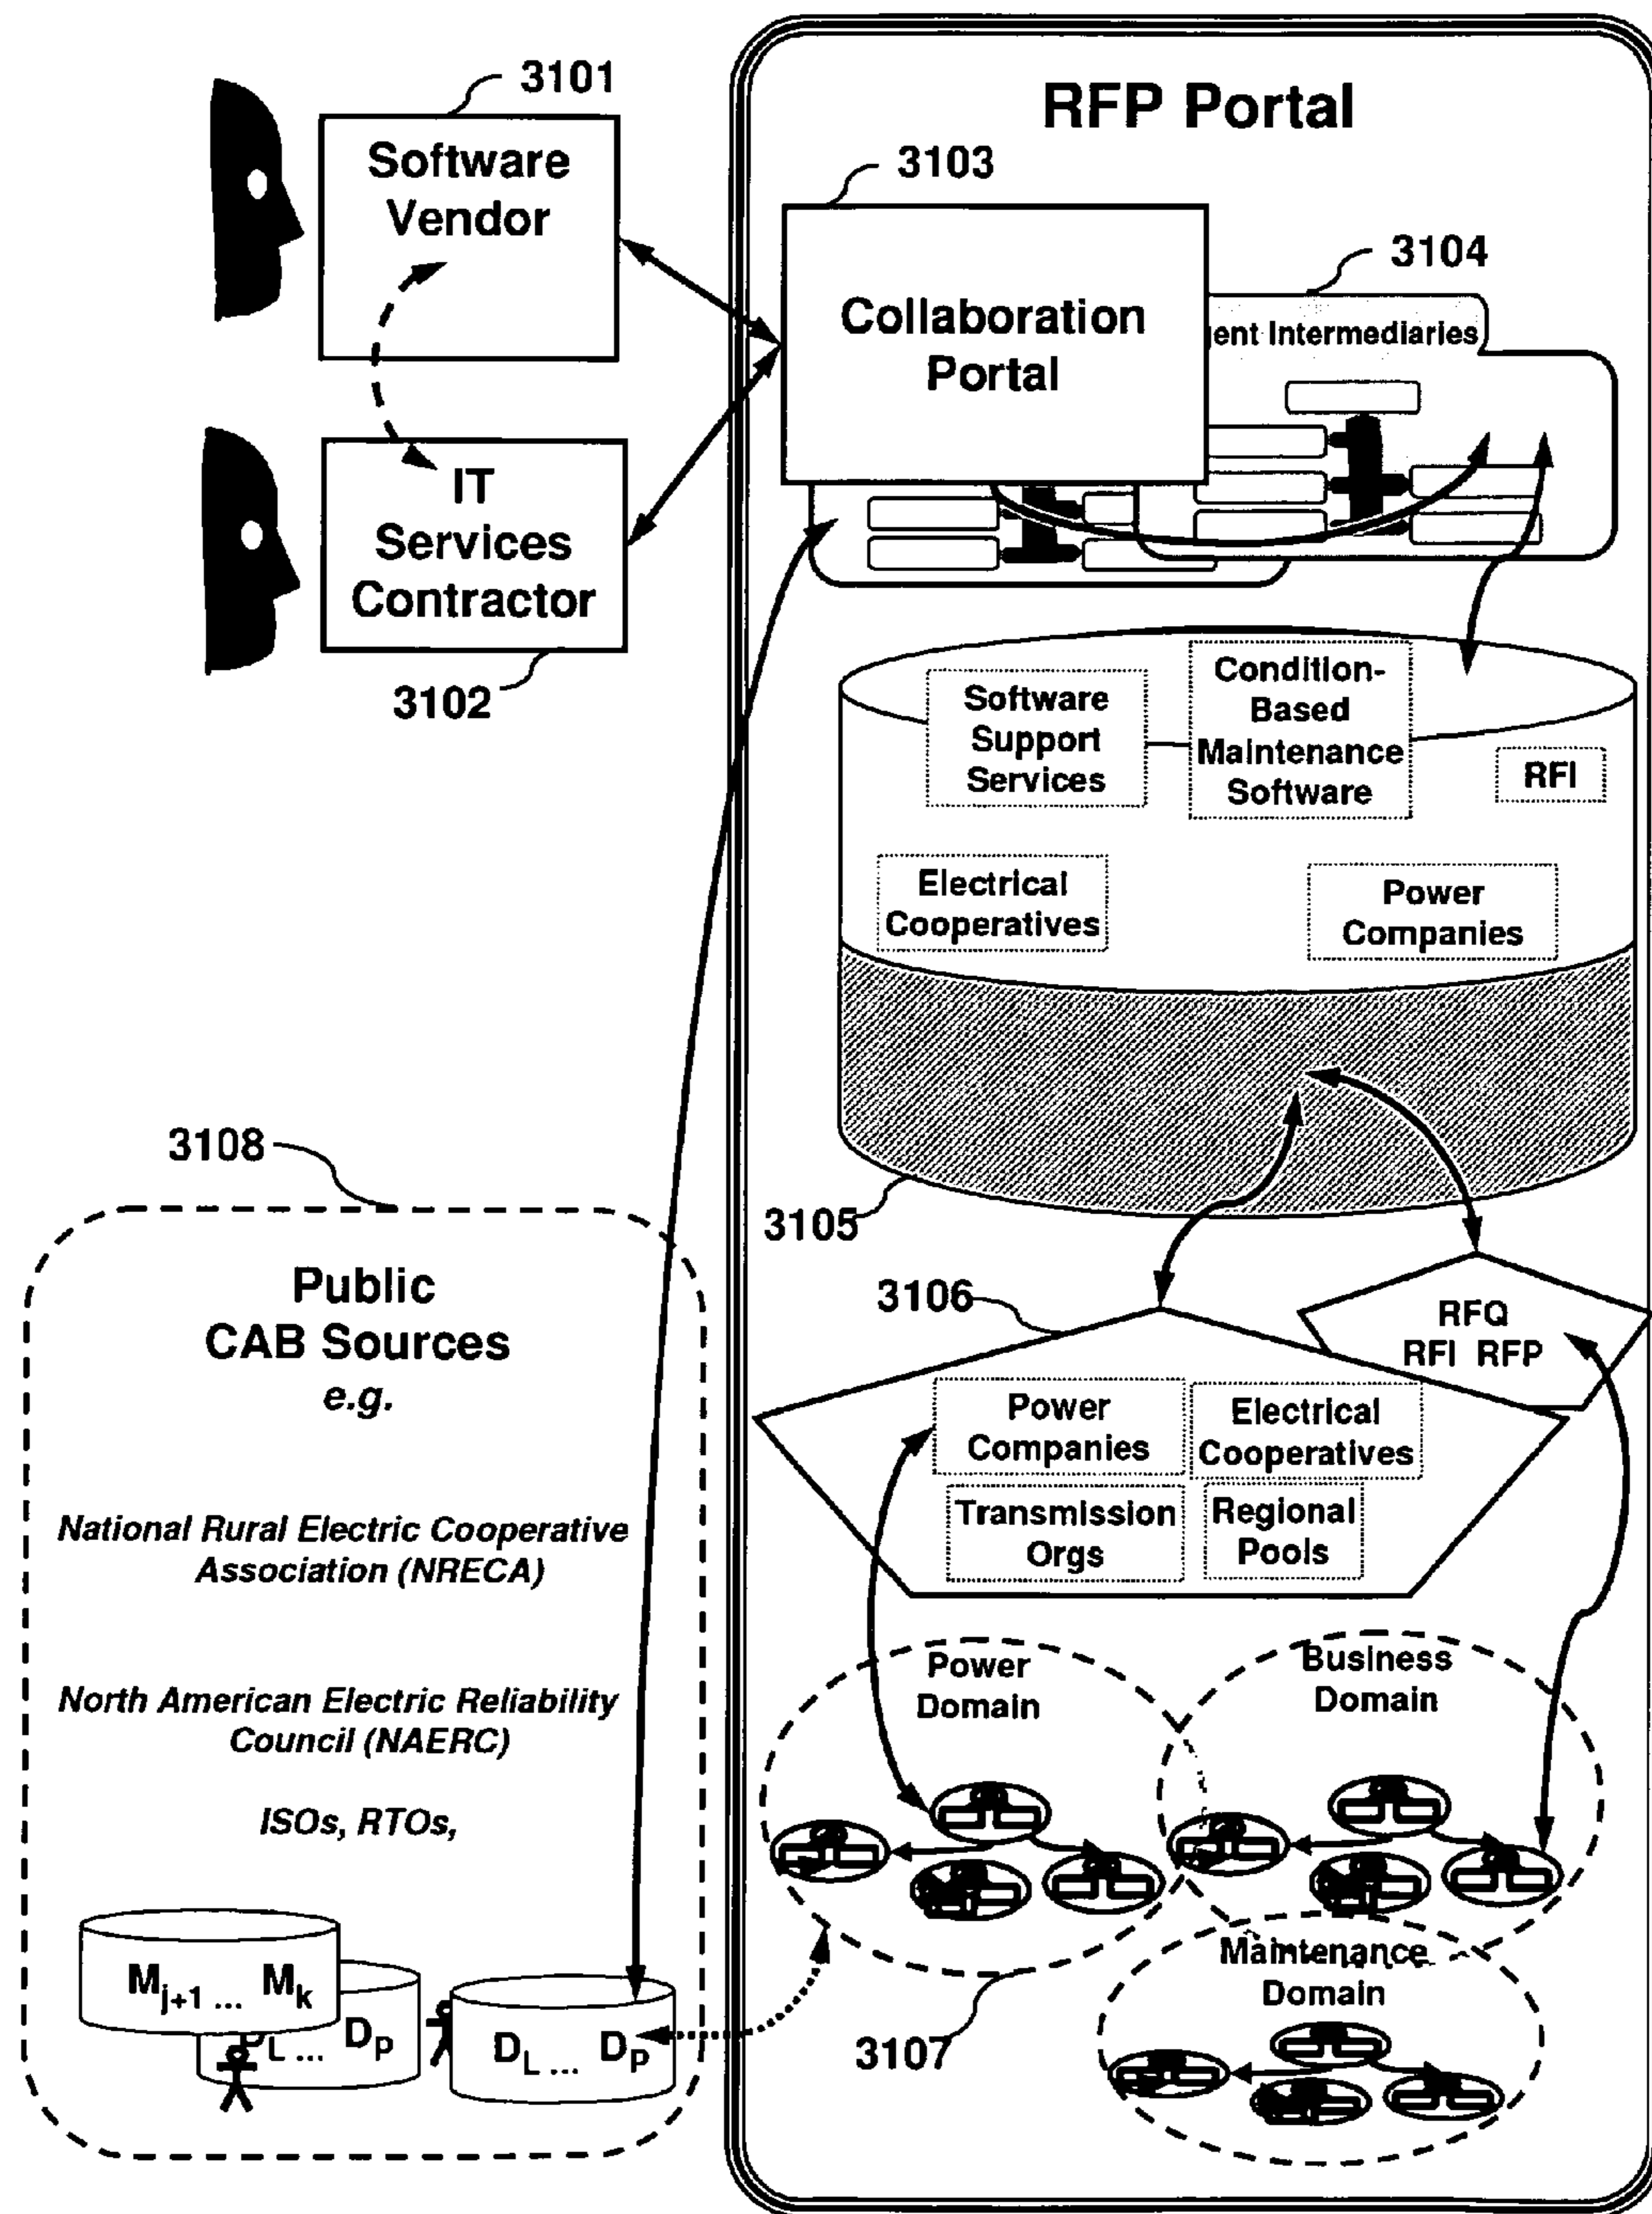 3101
Software
Vendor
IT
Services
Contractor
3102
RFP Portal
3103
Collaboration
Portal
3104
Intermediaries
Software
Support
Services
Condition-
Based
Maintenance
Software
RFI
Electrical
Cooperatives
Power
Companies
3105
3106
RFQ
RFI RFP
Power
Companies
Electrical
Cooperatives
Transmission
Orgs
Regional
Pools
Power
Domain
Business
Domain
Maintenance
Domain
3107
3108
Public
CAB Sources
e.g.
National Rural Electric Cooperative
Association (NRECA)
North American Electric Reliability
Council (NAERC)
ISOs, RTOs,
Mj+1 ... Mk
DL ... DP
DL ... DP